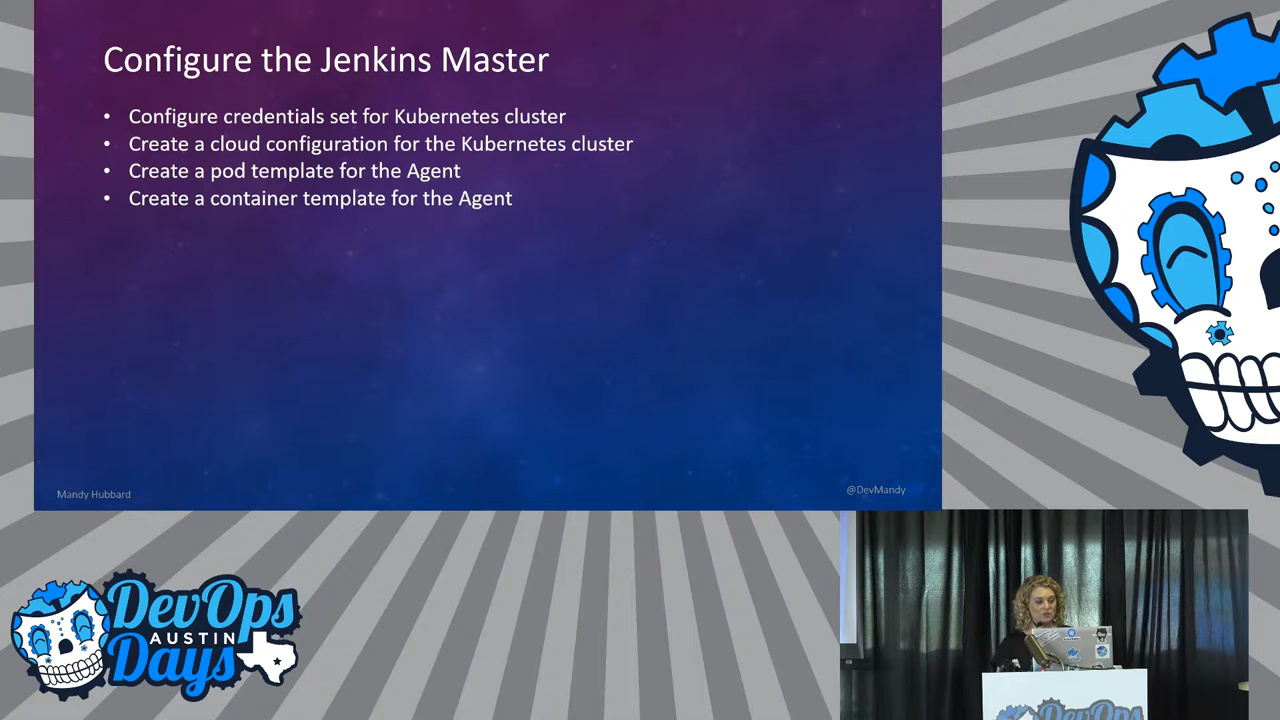 Configure the Jenkins Master
• Configure credentials set for Kubernetes cluster
• Create a cloud configuration for the Kubernetes cluster
• Create a pod template for the Agent
• Create a container template for the Agent
Mandy Hubbard
@DevMandy
DevOps
AUSTIN
Days
DevOps